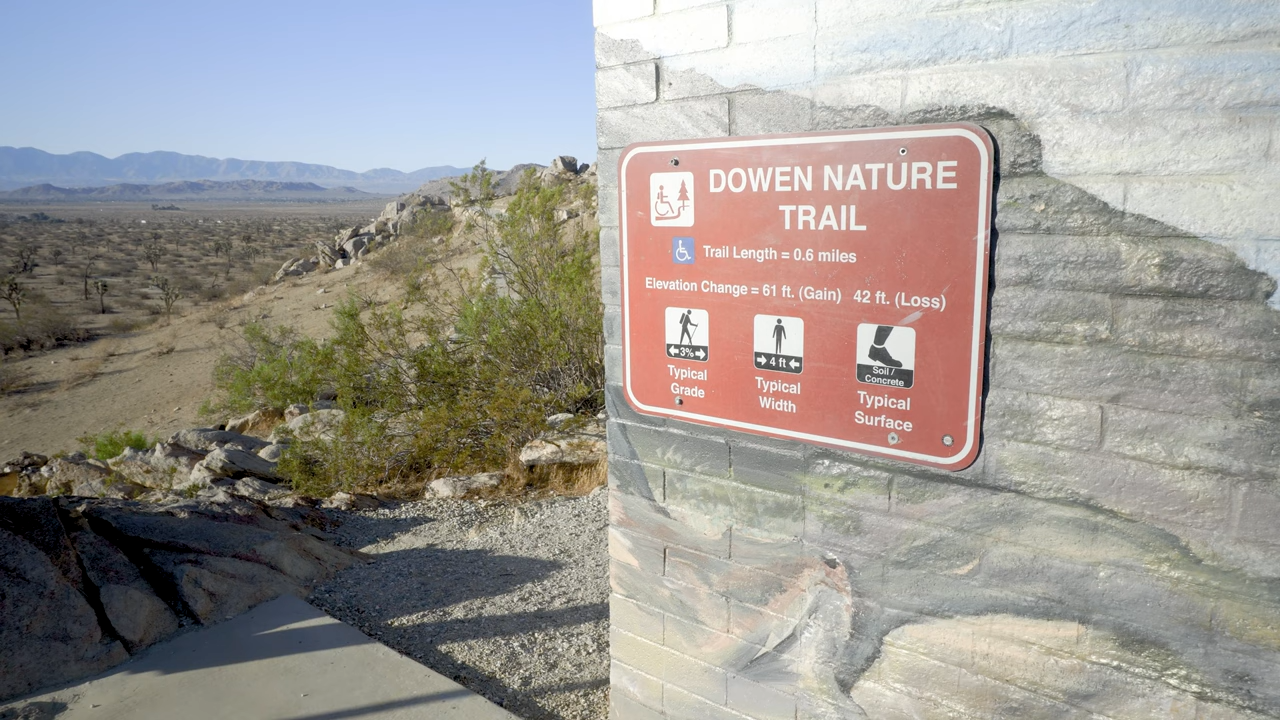 DOWEN NATURE
TRAIL
Trail Length = 0.6 miles
Elevation Change = 61 ft. (Gain) 42 ft. (Loss)
3%
Typical
Grade
4 ft
Typical
Width
Soil /
Concrete
Typical
Surface